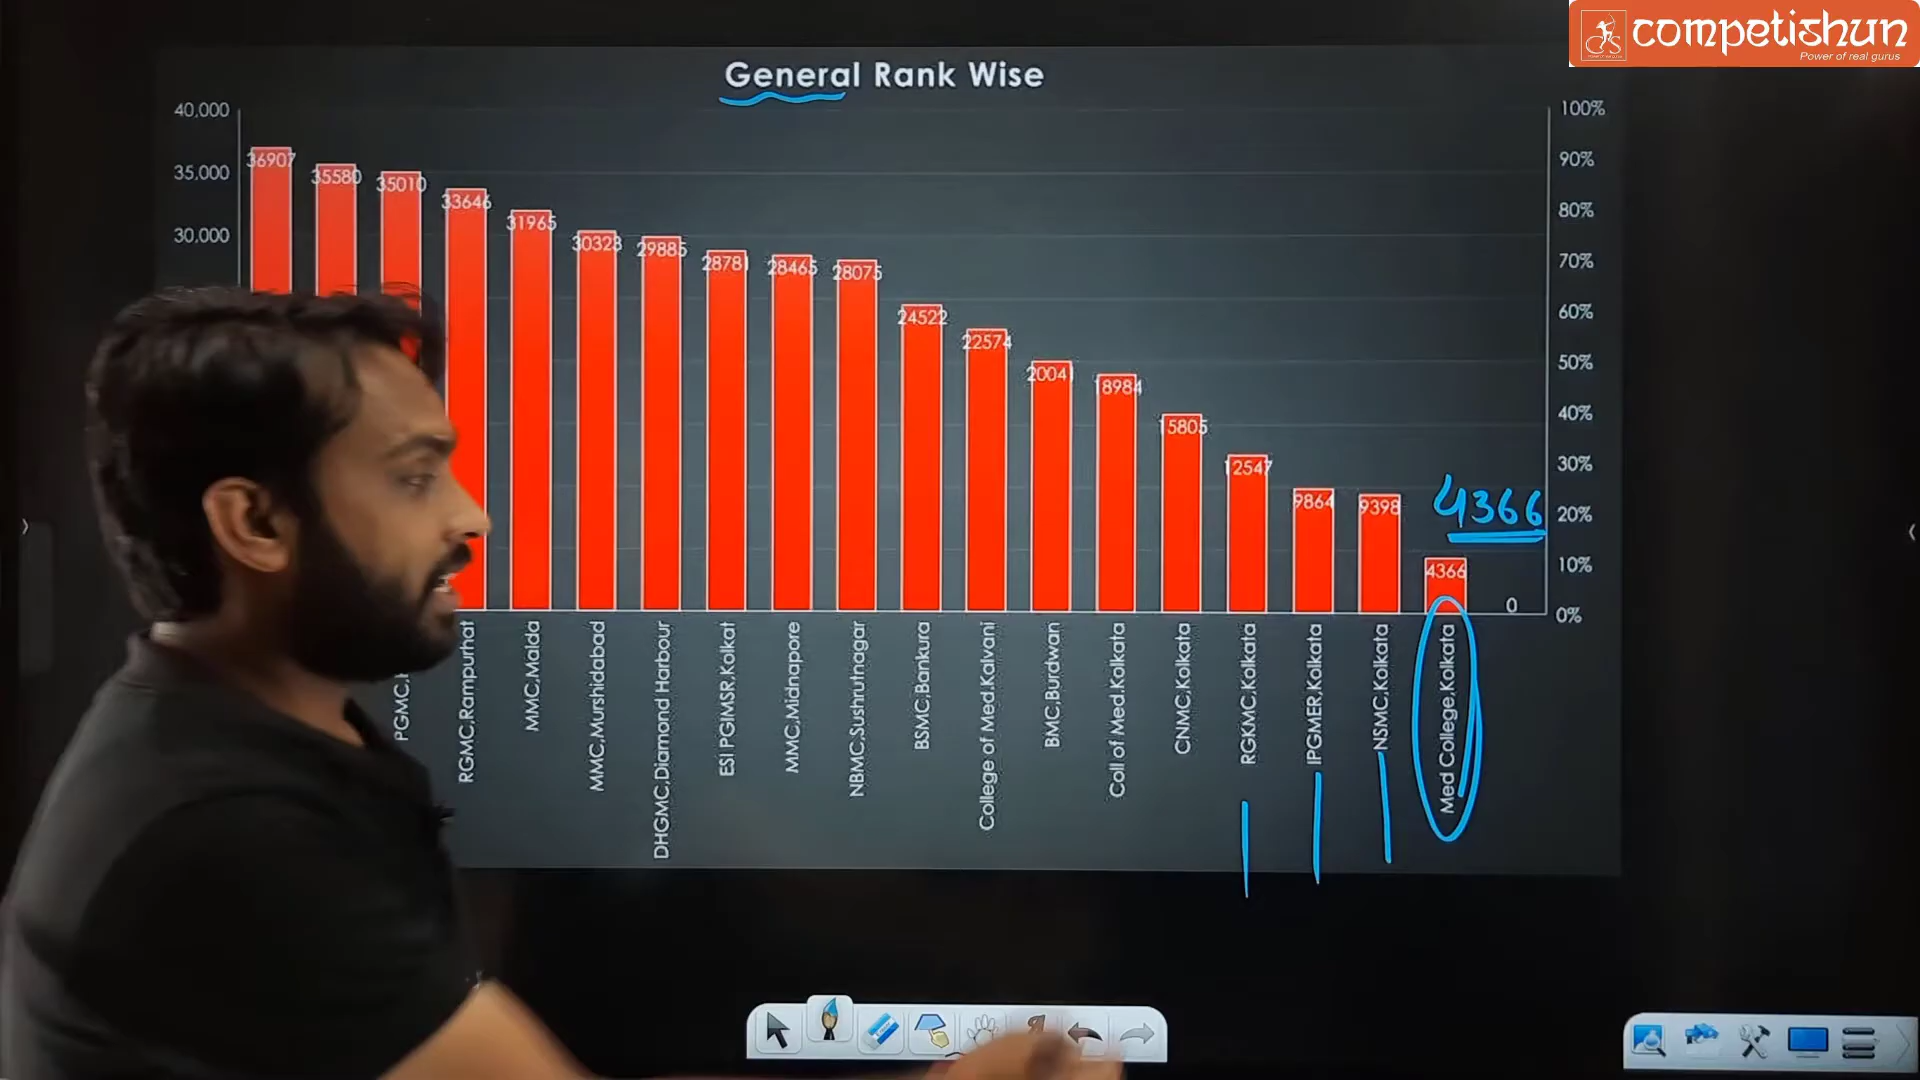 competishun
Power of real gurus
General Rank Wise
40,000
35,000
30,000
100%
90%
80%
70%
60%
50%
40%
30%
20%
10%
0%
36907
35580
35010
33646
31965
30323
29885
28781
28465
28075
24522
22574
20041
18984
15805
12547
9864
9398
4366
0
4366
RGMC,Rampurhat
MMC,Malda
MMC,Murshidabad
DHGMC,Diamond Harbour
ESI PGIMSR,Kolkat
MMC,Midnapore
NBMC,Sushrutnagar
BSMC,Bankura
College of Med.Kalyani
BMC,Burdwan
Coll of Med.Kolkata
CNMC,Kolkata
RGKMC,Kolkata
IPGMER,Kolkata
NSMC,Kolkata
Med College,Kolkata